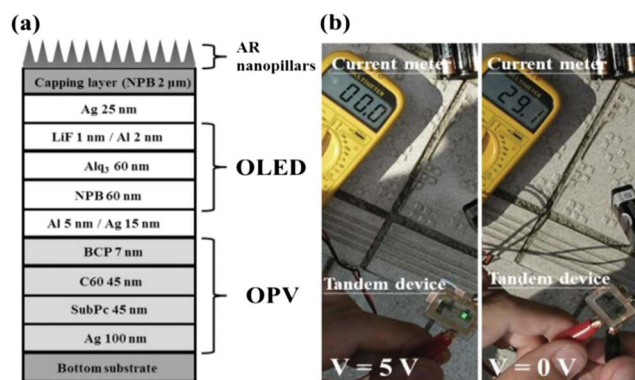 (a)
AR
nanopillars
Capping layer (NPB 2 μm)
Ag 25 nm
LiF 1 nm / Al 2 nm
Alq₃ 60 nm
NPB 60 nm
OLED
Al 5 nm / Ag 15 nm
BCP 7 nm
C60 45 nm
SubPc 45 nm
Ag 100 nm
OPV
Bottom substrate
(b)
Current meter
00.0
Tandem device
V = 5 V
Current meter
29.1
Tandem device
V = 0 V